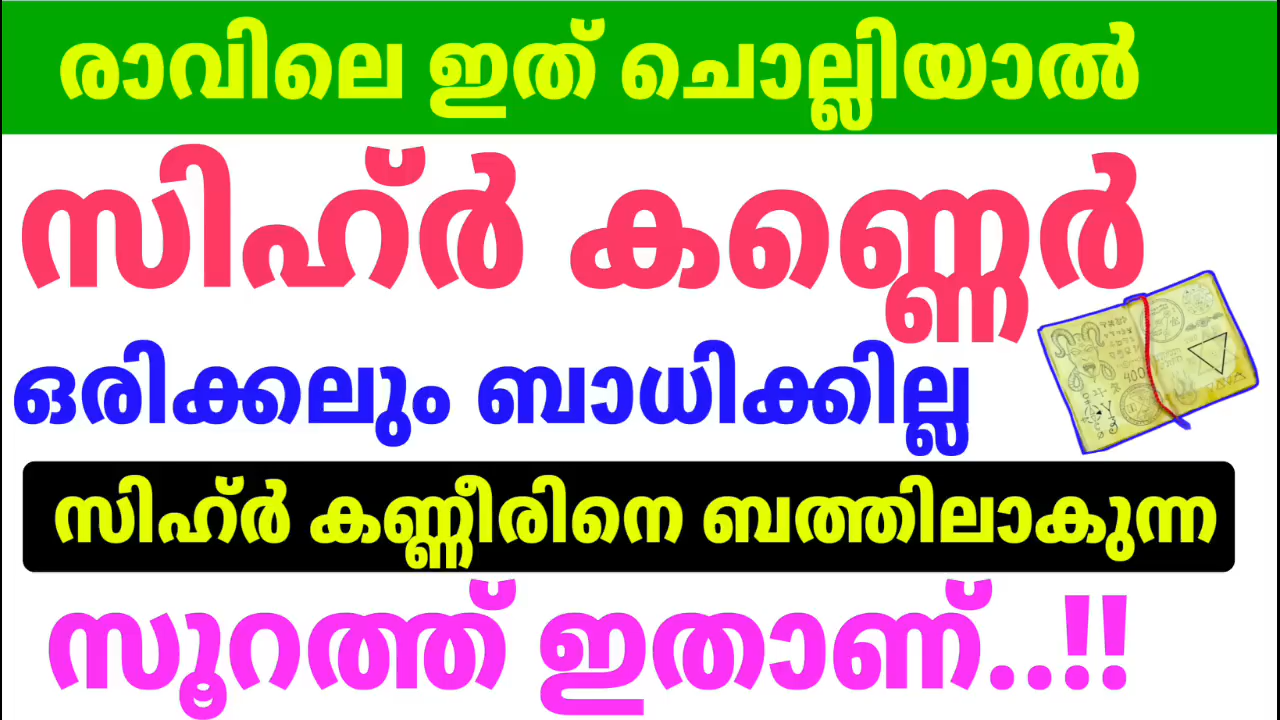 രാവിലെ ഇത് ചൊല്ലിയാൽ
സിഹ്ർ കണ്ണെർ
ഒരിക്കലും ബാധിക്കില്ല
സിഹ്ർ കണ്ണീരിനെ ബത്തിലാകുന്ന
സൂറത്ത് ഇതാണ്..!!